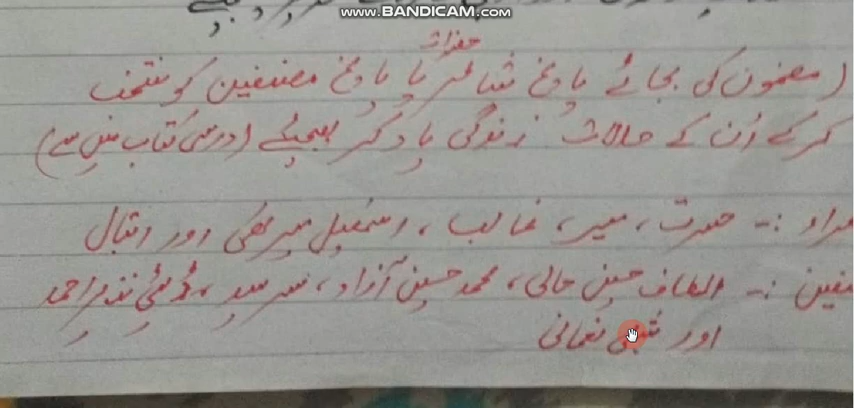 www.BANDICAM.com
حضرات
(مضمون کی بجائے پانچ شاعر یا پانچ مصنفین کو منتخب
کر کے اُن کے حالات زندگی یاد کر لیجئے (درسی کتاب میں سے)
حسرت، میر، غالب، اسمٰعیل میرٹھی اور اقبال
الطاف حسین حالی، محمد حسین آزاد، سرسید، ڈپٹی نذیر احمد
اور شبلی نعمانی